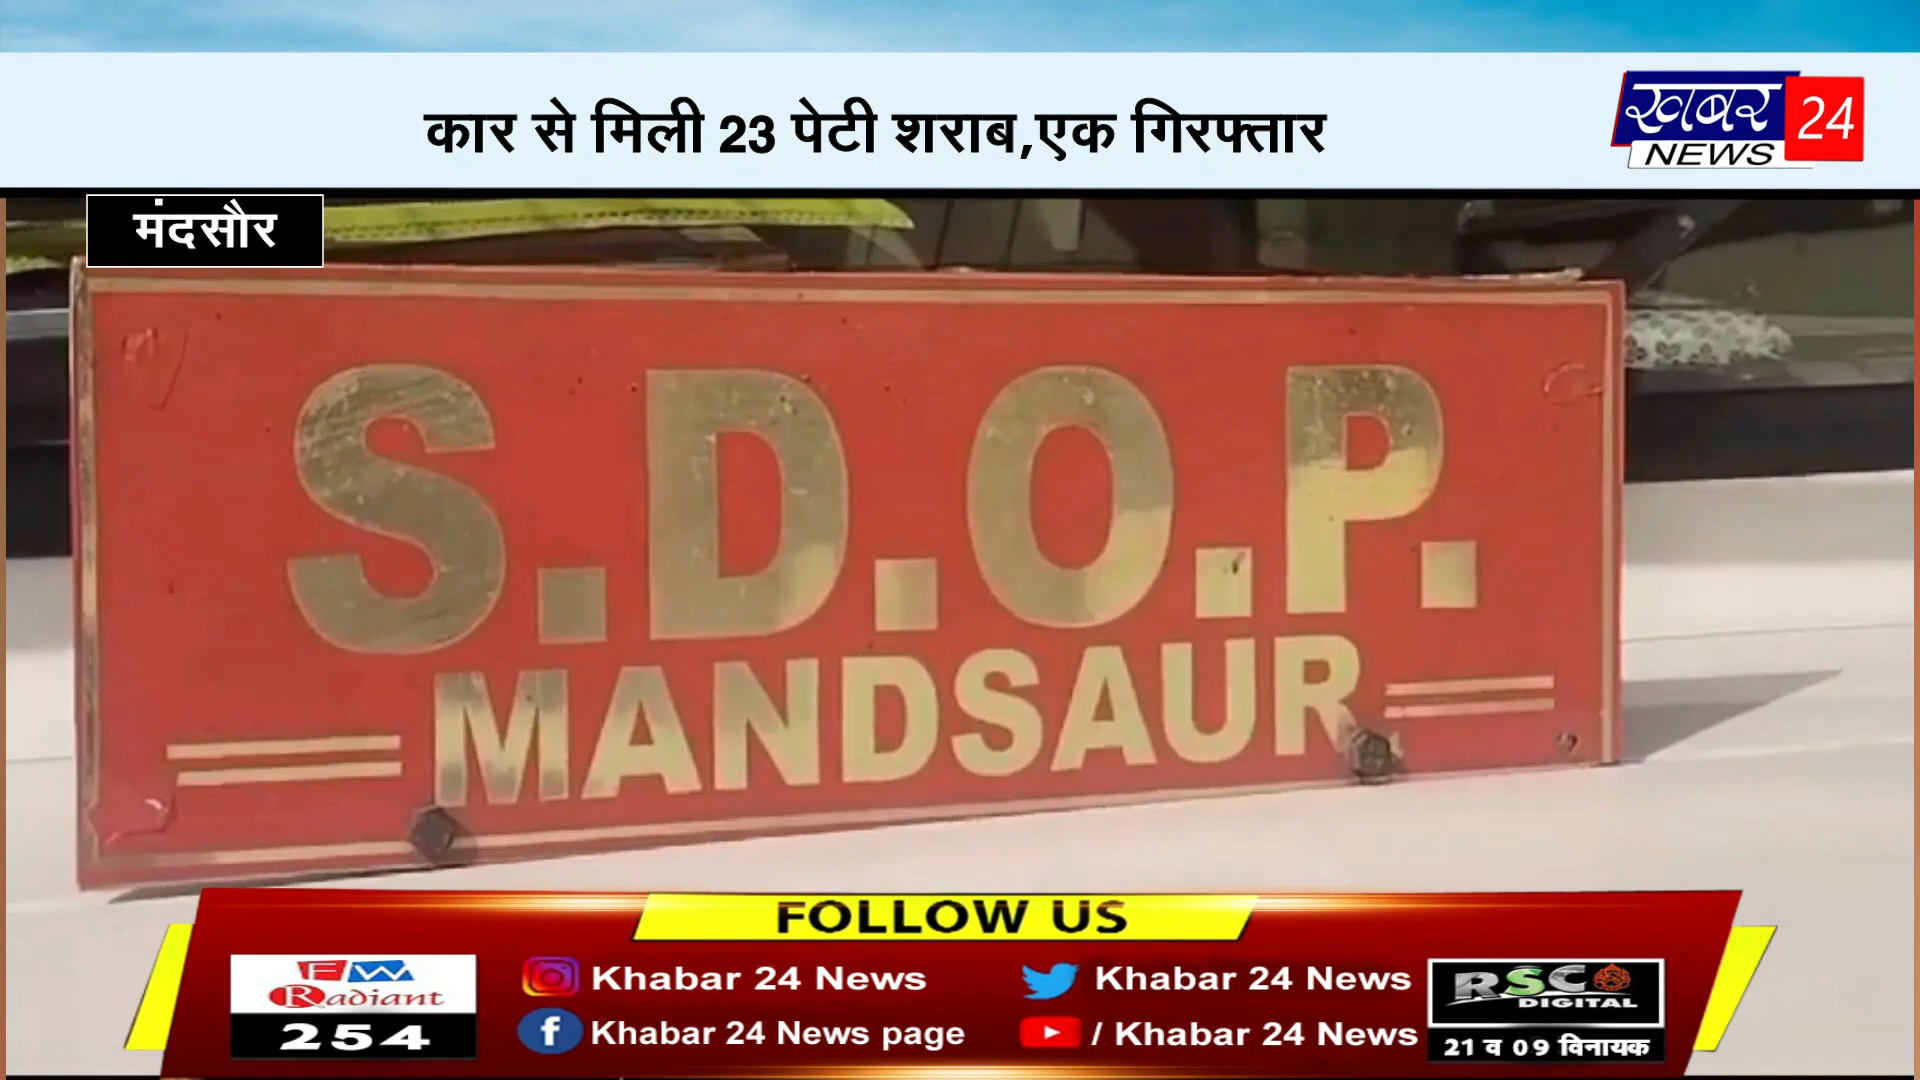 कार से मिली 23 पेटी शराब,एक गिरफ्तार
खबर 24
NEWS
मंदसौर
S.D.O.P.
MANDSAUR
FOLLOW US
FW
Radiant
254
Khabar 24 News
Khabar 24 News
Khabar 24 News page
/ Khabar 24 News
RSC
DIGITAL
21 व 09 विनायक